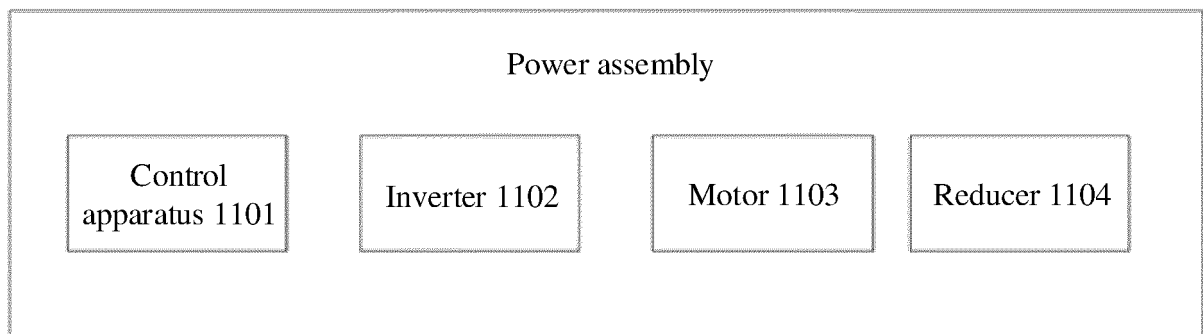 Power assembly
Control
apparatus 1101
Inverter 1102
Motor 1103
Reducer 1104